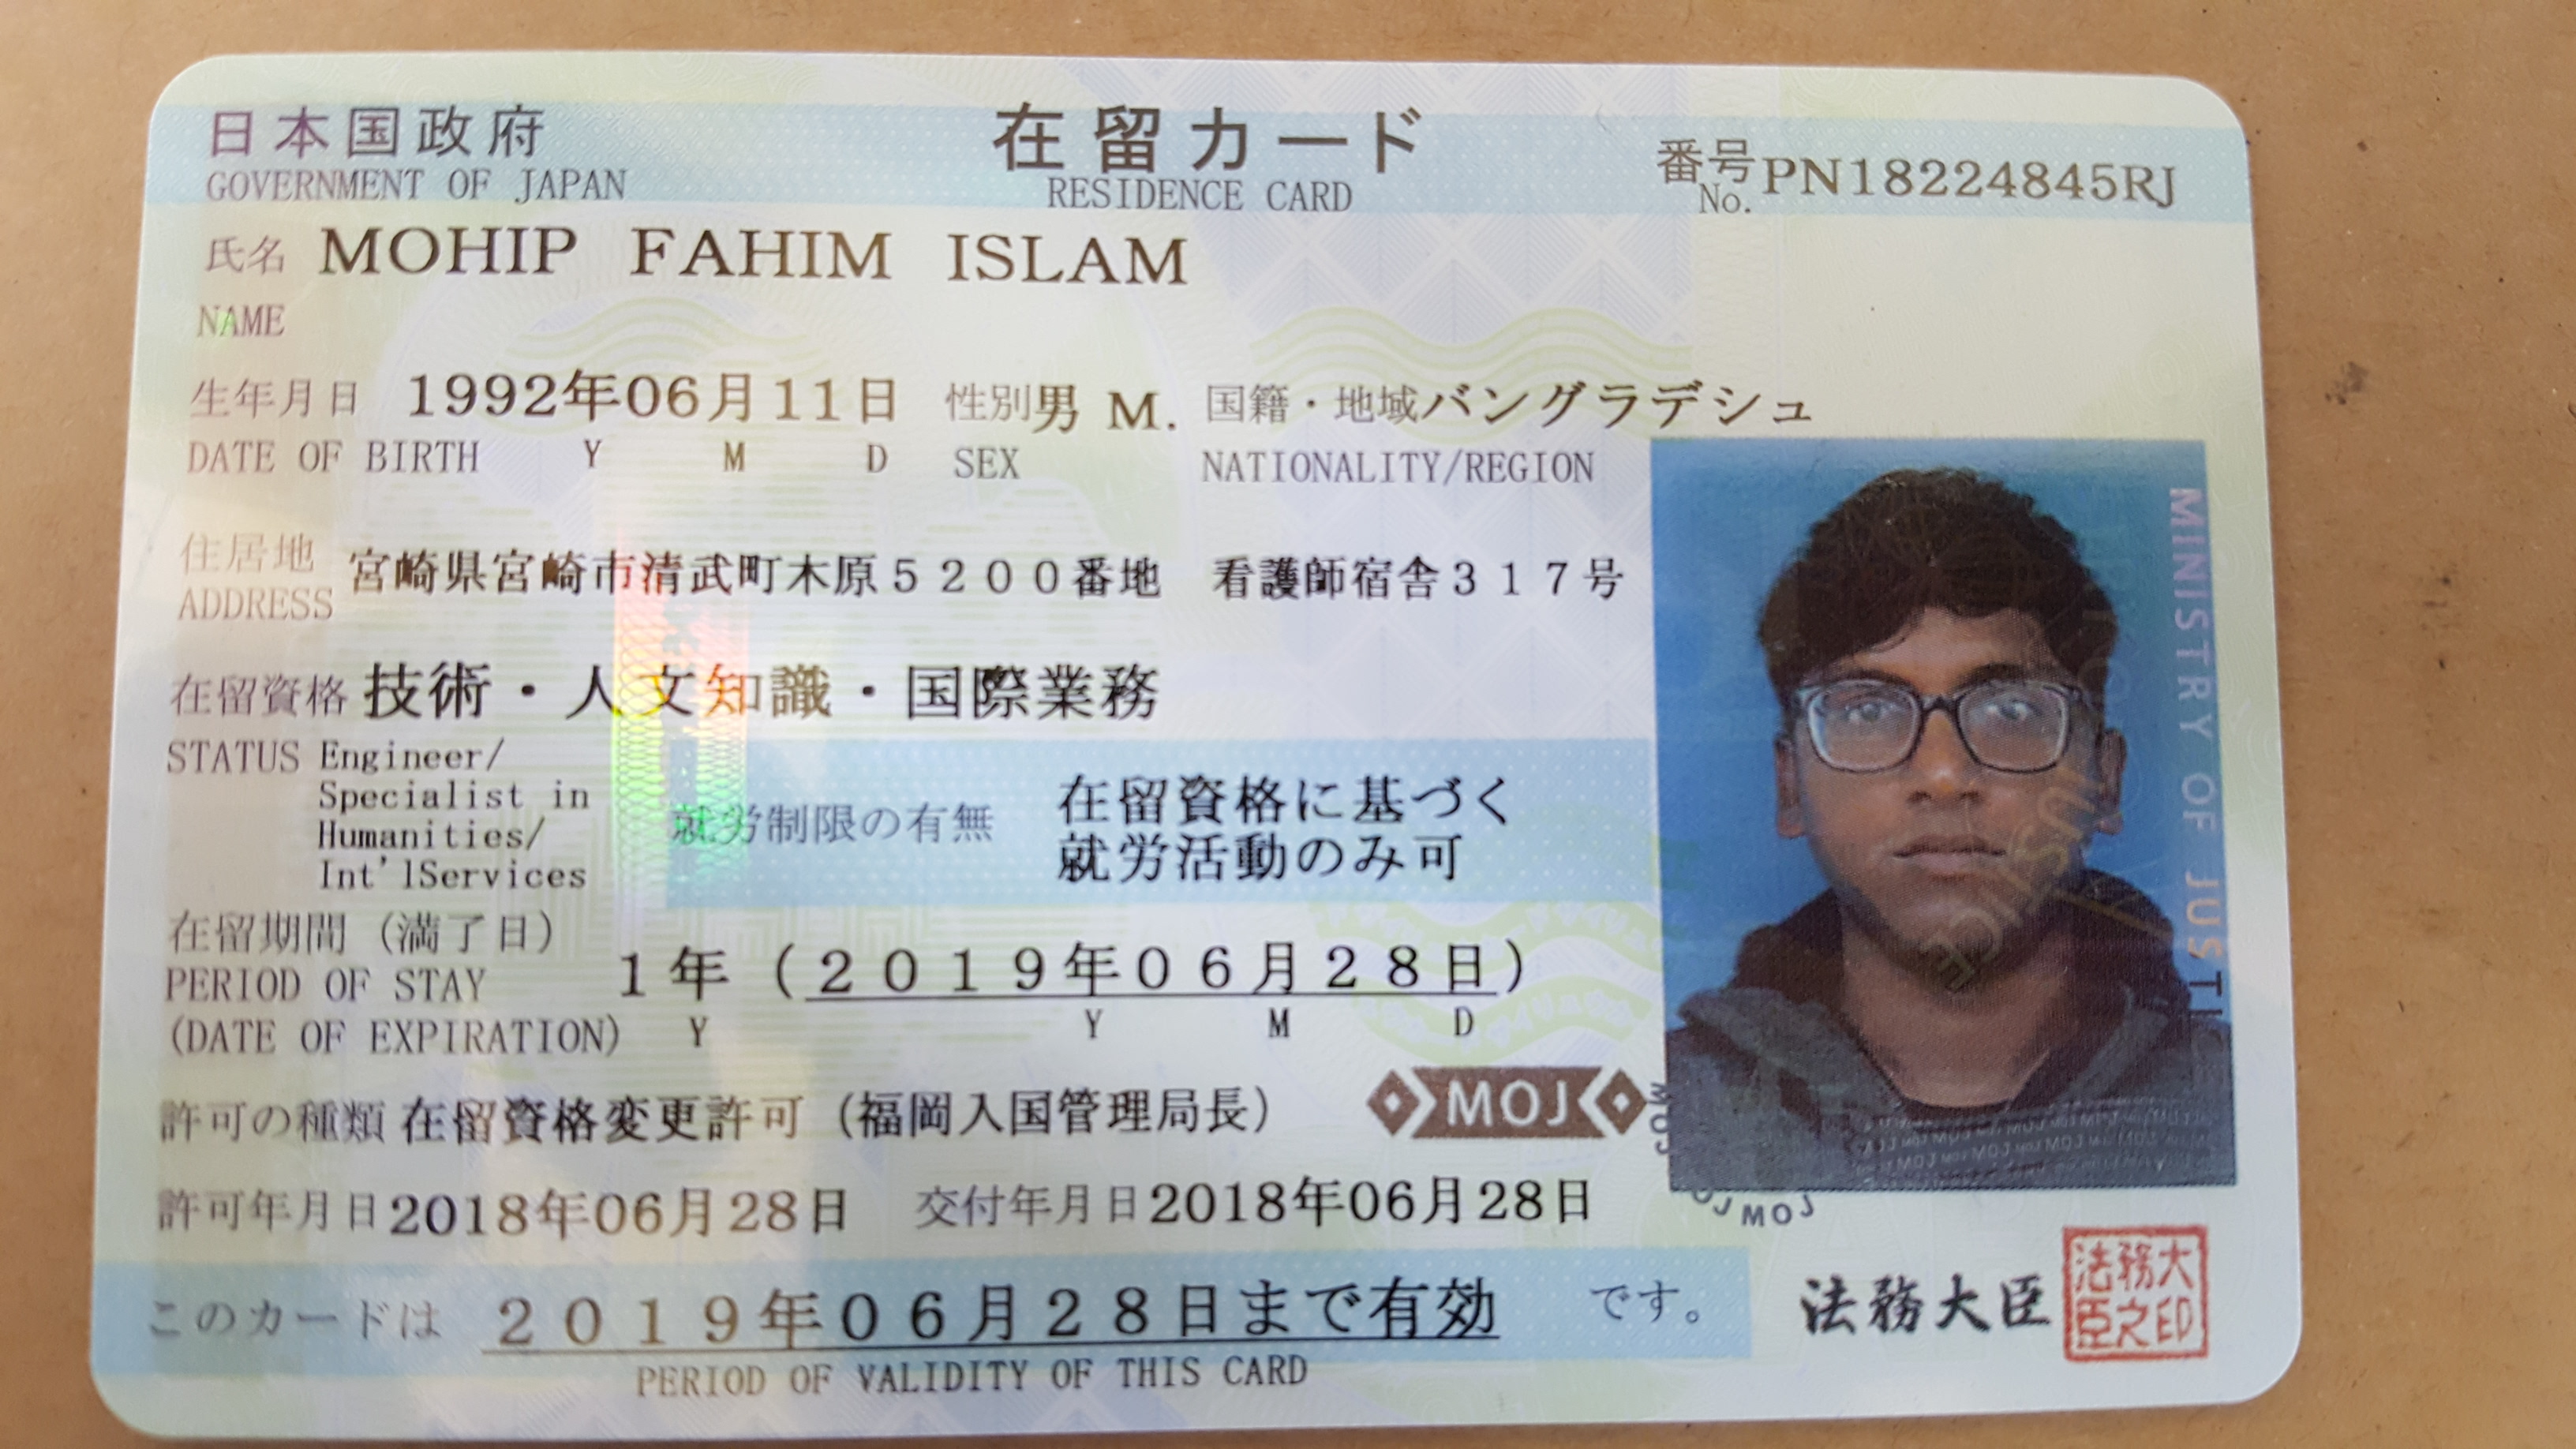 日本国政府 在留カード 番号 PN18224845RJ
GOVERNMENT OF JAPAN RESIDENCE CARD No.
氏名 MOHIP FAHIM ISLAM
NAME
生年月日 1992年06月11日 性別 男 M. 国籍・地域 バングラデシュ
DATE OF BIRTH Y M D SEX NATIONALITY/REGION
住居地 宮崎県宮崎市清武町木原5200番地 看護師宿舎317号
ADDRESS
在留資格 技術・人文知識・国際業務
STATUS Engineer/
Specialist in
Humanities/
Int'lServices
就労制限の有無 在留資格に基づく
就労活動のみ可
在留期間(満了日)
PERIOD OF STAY 1年(2019年06月28日)
(DATE OF EXPIRATION) Y Y M D
許可の種類 在留資格変更許可(福岡入国管理局長) MOJ
許可年月日 2018年06月28日 交付年月日 2018年06月28日
このカードは 2019年06月28日まで有効 です。
PERIOD OF VALIDITY OF THIS CARD
法務大臣
法務大臣之印
MINISTRY OF JUSTICE
MOJ MOJ